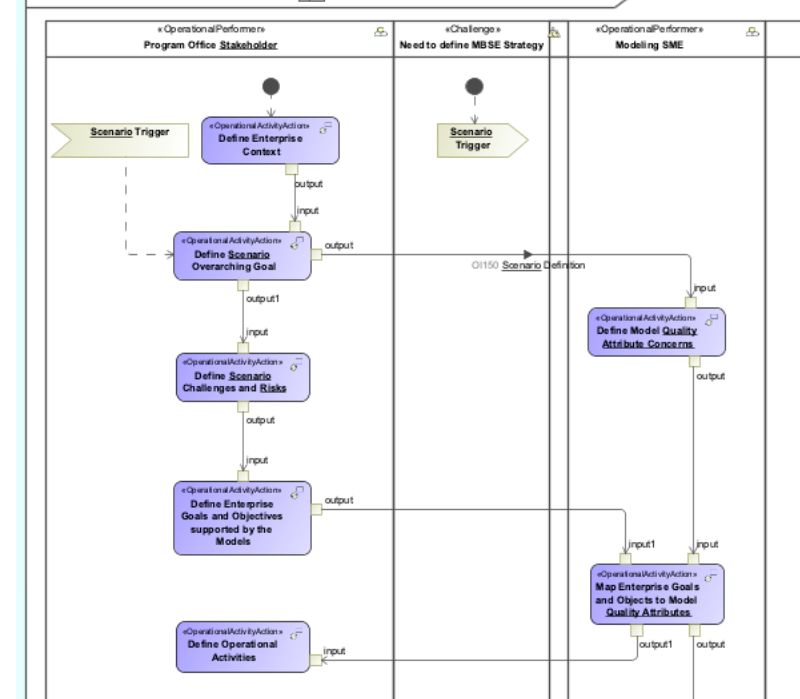 «OperationalPerformer»
Program Office Stakeholder
«Challenge»
Need to define MBSE Strategy
«OperationalPerformer»
Modeling SME
Scenario Trigger
«OperationalActivityAction»
Define Enterprise
Context
Scenario
Trigger
output
input
«OperationalActivityAction»
Define Scenario
Overarching Goal
output
OI150 Scenario Definition
output1
input
input
«OperationalActivityAction»
Define Model Quality
Attribute Concerns
«OperationalActivityAction»
Define Scenario
Challenges and Risks
output
output
input
«OperationalActivityAction»
Define Enterprise
Goals and Objectives
supported by the
Models
output
input1
input
«OperationalActivityAction»
Map Enterprise Goals
and Objects to Model
Quality Attributes
«OperationalActivityAction»
Define Operational
Activities
input
output1
output